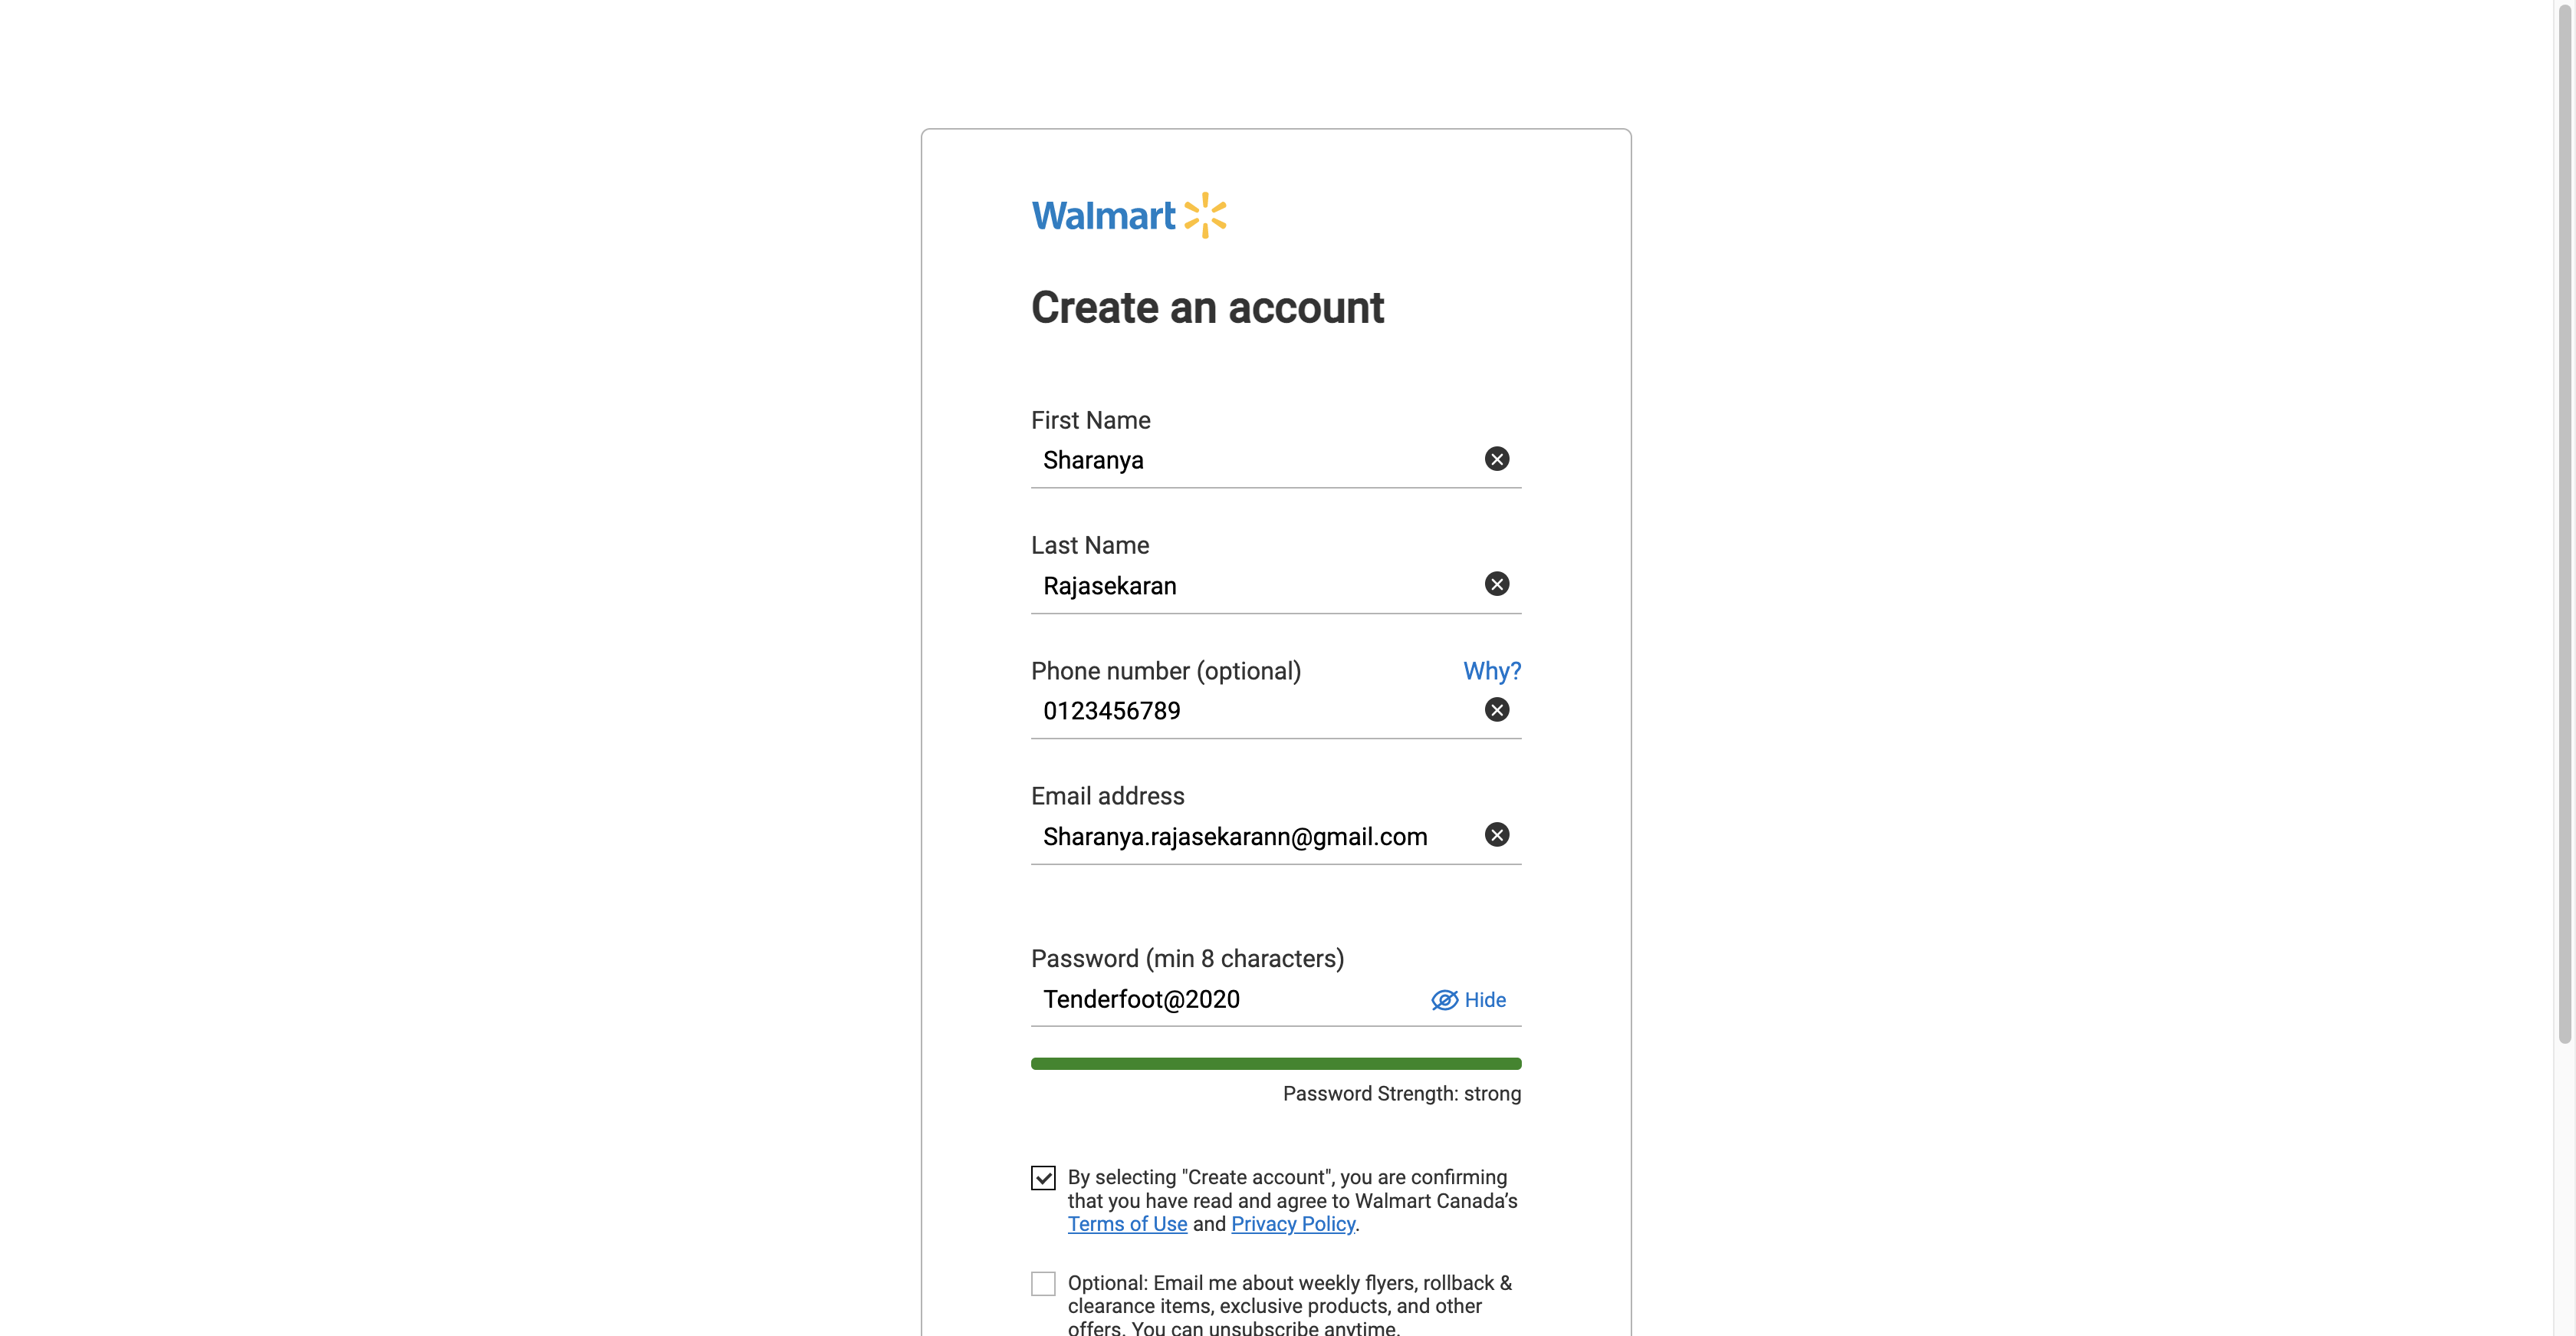 Walmart
Create an account
First Name
Sharanya
Last Name
Rajasekaran
Phone number (optional) Why?
0123456789
Email address
Sharanya.rajasekarann@gmail.com
Password (min 8 characters)
Tenderfoot@2020 Hide
Password Strength: strong
By selecting "Create account", you are confirming
that you have read and agree to Walmart Canada’s
Terms of Use and Privacy Policy.
Optional: Email me about weekly flyers, rollback &
clearance items, exclusive products, and other
offers. You can unsubscribe anytime.